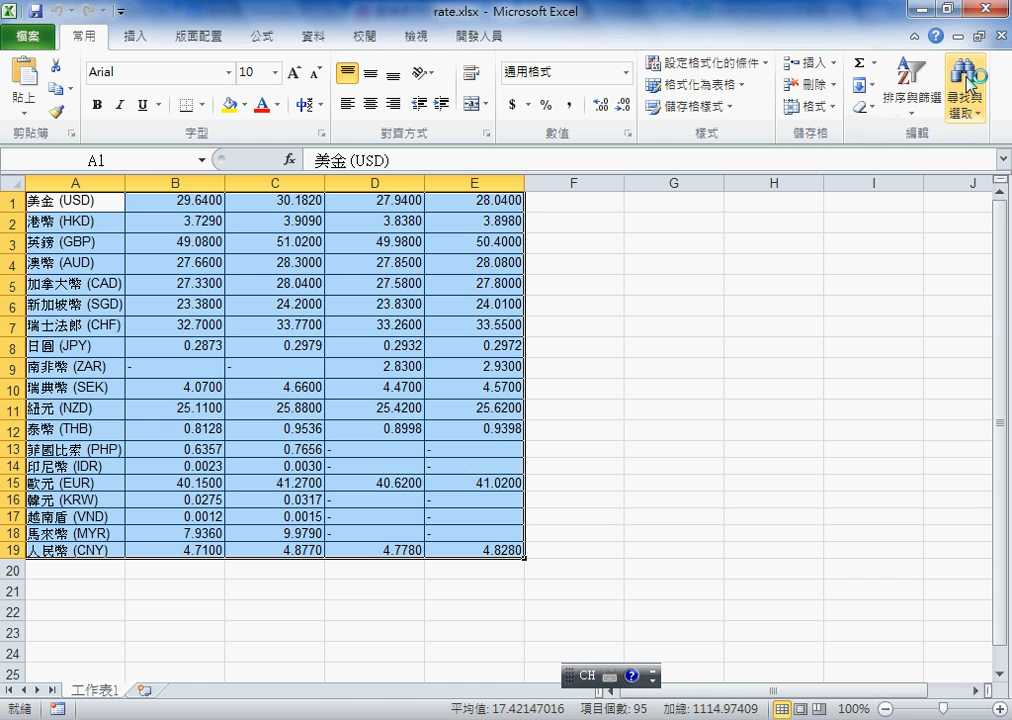 rate.xlsx - Microsoft Excel
檔案 常用 插入 版面配置 公式 資料 校閱 檢視 開發人員
貼上 Arial 10 通用格式 設定格式化的條件 插入 Σ
格式化為表格 刪除 排序與篩選 尋找與選取
B I U A 中 $ % , 儲存格樣式 格式
剪貼簿 字型 對齊方式 數值 樣式 儲存格 編輯
A1 fx 美金 (USD)
A B C D E F G H I J
1 美金 (USD) 29.6400 30.1820 27.9400 28.0400
2 港幣 (HKD) 3.7290 3.9090 3.8380 3.8980
3 英鎊 (GBP) 49.0800 51.0200 49.9800 50.4000
4 澳幣 (AUD) 27.6600 28.3000 27.8500 28.0800
5 加拿大幣 (CAD) 27.3300 28.0400 27.5800 27.8000
6 新加坡幣 (SGD) 23.3800 24.2000 23.8300 24.0100
7 瑞士法郎 (CHF) 32.7000 33.7700 33.2600 33.5500
8 日圓 (JPY) 0.2873 0.2979 0.2932 0.2972
9 南非幣 (ZAR) - - 2.8300 2.9300
10 瑞典幣 (SEK) 4.0700 4.6600 4.4700 4.5700
11 紐元 (NZD) 25.1100 25.8800 25.4200 25.6200
12 泰幣 (THB) 0.8128 0.9536 0.8998 0.9398
13 菲國比索 (PHP) 0.6357 0.7656 - -
14 印尼幣 (IDR) 0.0023 0.0030 - -
15 歐元 (EUR) 40.1500 41.2700 40.6200 41.0200
16 韓元 (KRW) 0.0275 0.0317 - -
17 越南盾 (VND) 0.0012 0.0015 - -
18 馬來幣 (MYR) 7.9360 9.9790 - -
19 人民幣 (CNY) 4.7100 4.8770 4.7780 4.8280
20
21
22
23
24
25
CH
工作表1
就緒 平均值: 17.42147016 項目個數: 95 加總: 1114.97409 100%